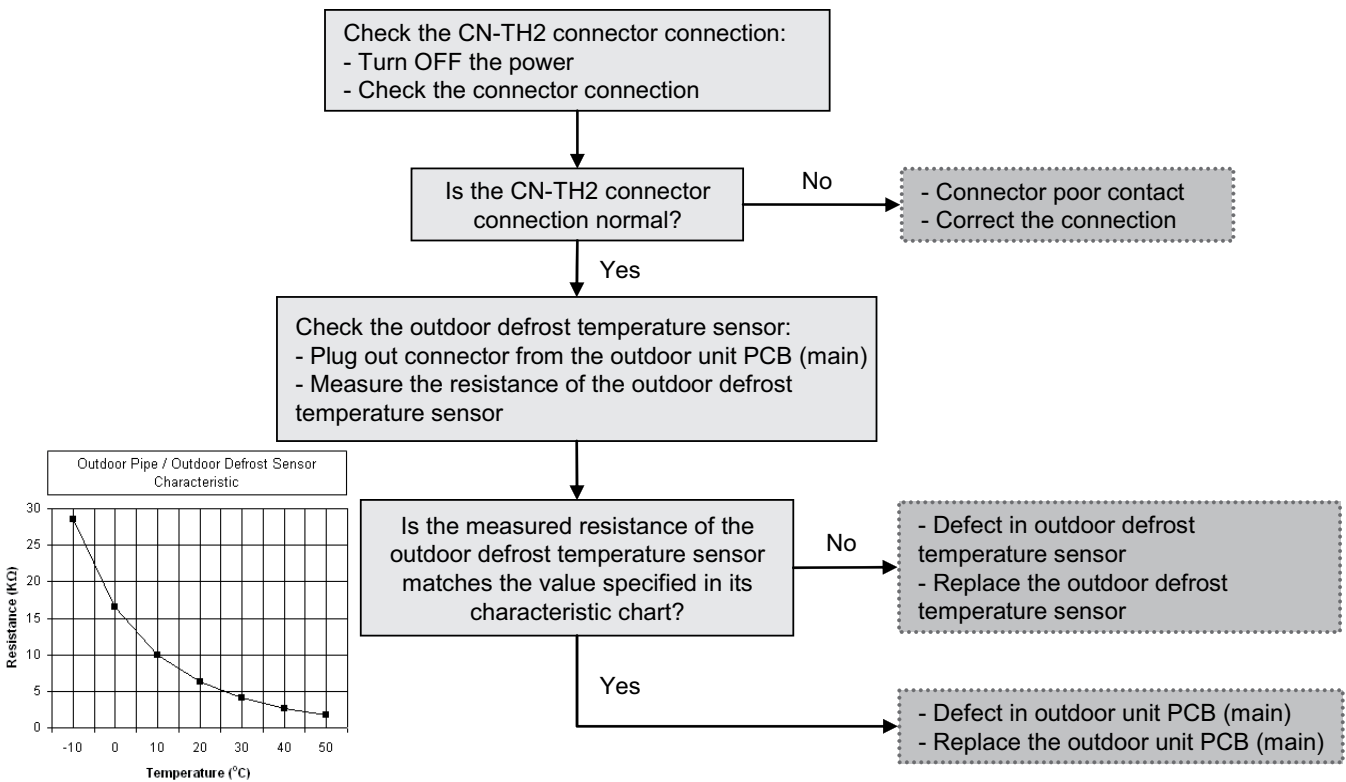 Check the CN-TH2 connector connection:
- Turn OFF the power
- Check the connector connection
Is the CN-TH2 connector
connection normal?
No
- Connector poor contact
- Correct the connection
Yes
Check the outdoor defrost temperature sensor:
- Plug out connector from the outdoor unit PCB (main)
- Measure the resistance of the outdoor defrost
temperature sensor
Outdoor Pipe / Outdoor Defrost Sensor
Characteristic
30
25
20
15
10
5
0
Resistance (KΩ)
-10 0 10 20 30 40 50
Temperature (°C)
Is the measured resistance of the
outdoor defrost temperature sensor
matches the value specified in its
characteristic chart?
No
- Defect in outdoor defrost
temperature sensor
- Replace the outdoor defrost
temperature sensor
Yes
- Defect in outdoor unit PCB (main)
- Replace the outdoor unit PCB (main)